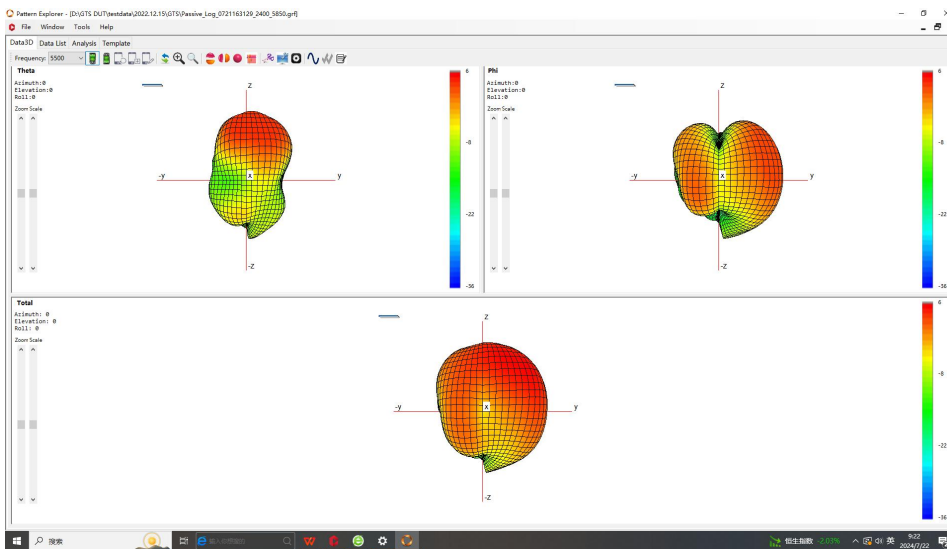 Pattern Explorer - [D:\GTS DUT\testdata\2022.12.15\GTS\Passive_Log_0721163129_2400_5850.grf]
File Window Tools Help
Data3D Data List Analysis Template
Frequency: 5500
Theta
Azimuth:0
Elevation:0
Roll:0
Zoom Scale
Z
-y
X
y
-Z
6
-8
-22
-36
Phi
Azimuth:0
Elevation:0
Roll:0
Zoom Scale
Z
-y
X
y
-Z
6
-8
-22
-36
Total
Azimuth: 0
Elevation: 0
Roll: 0
Zoom Scale
Z
-y
X
y
-Z
6
-8
-22
-36
搜索
恒生指数 -2.03%
英
9:22
2024/7/22